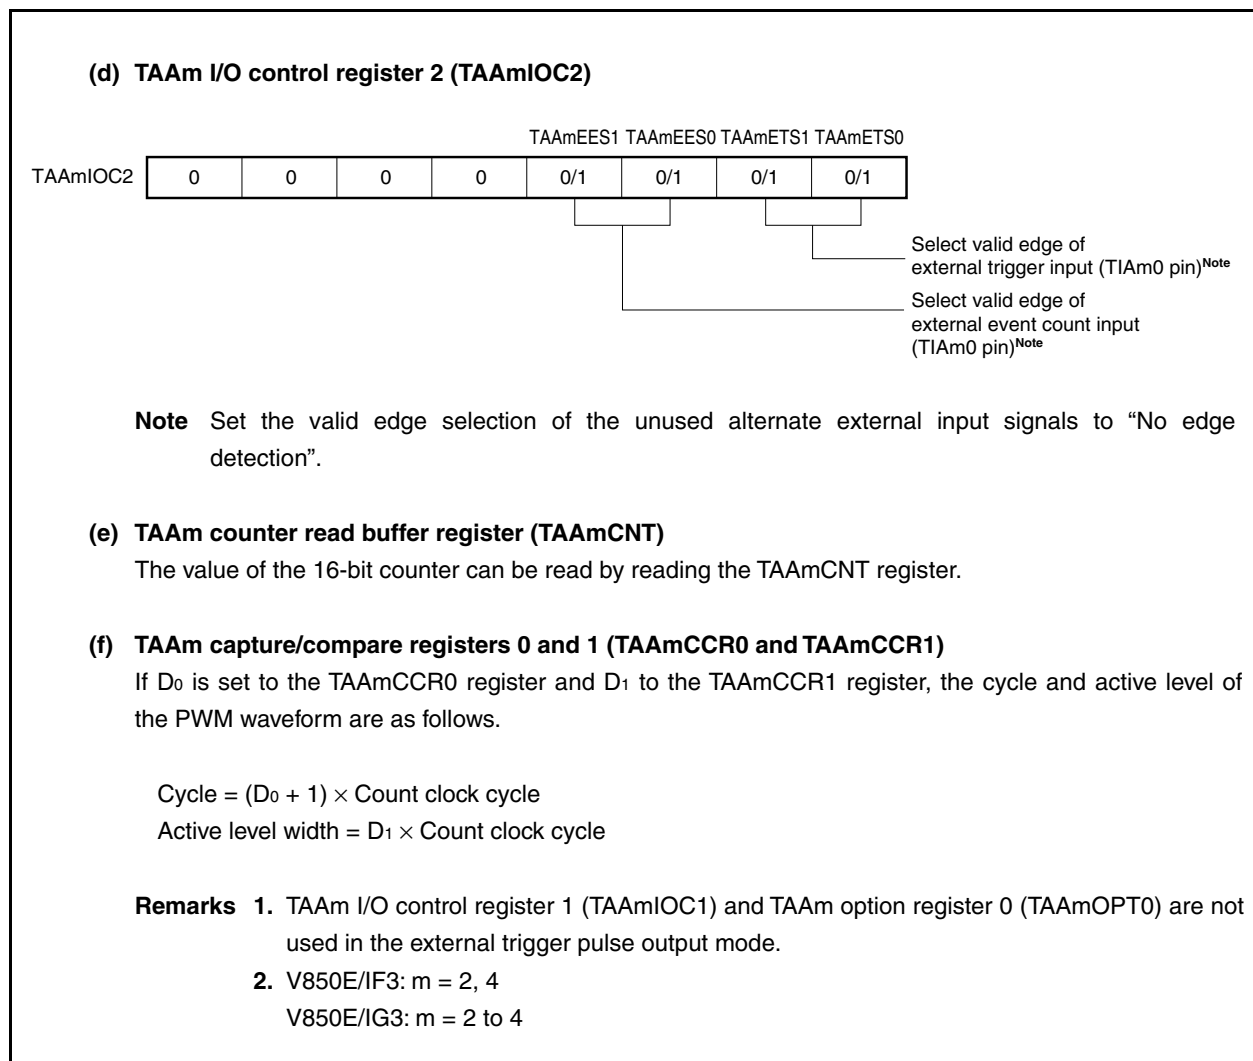 (d) TAAm I/O control register 2 (TAAmIOC2)
TAAmEES1 TAAmEES0 TAAmETS1 TAAmETS0
TAAmIOC2 0 0 0 0 0/1 0/1 0/1 0/1
Select valid edge of
external trigger input (TIAm0 pin)Note
Select valid edge of
external event count input
(TIAm0 pin)Note
Note Set the valid edge selection of the unused alternate external input signals to “No edge
detection”.
(e) TAAm counter read buffer register (TAAmCNT)
The value of the 16-bit counter can be read by reading the TAAmCNT register.
(f) TAAm capture/compare registers 0 and 1 (TAAmCCR0 and TAAmCCR1)
If D0 is set to the TAAmCCR0 register and D1 to the TAAmCCR1 register, the cycle and active level of
the PWM waveform are as follows.
Cycle = (D0 + 1) × Count clock cycle
Active level width = D1 × Count clock cycle
Remarks 1. TAAm I/O control register 1 (TAAmIOC1) and TAAm option register 0 (TAAmOPT0) are not
used in the external trigger pulse output mode.
2. V850E/IF3: m = 2, 4
V850E/IG3: m = 2 to 4